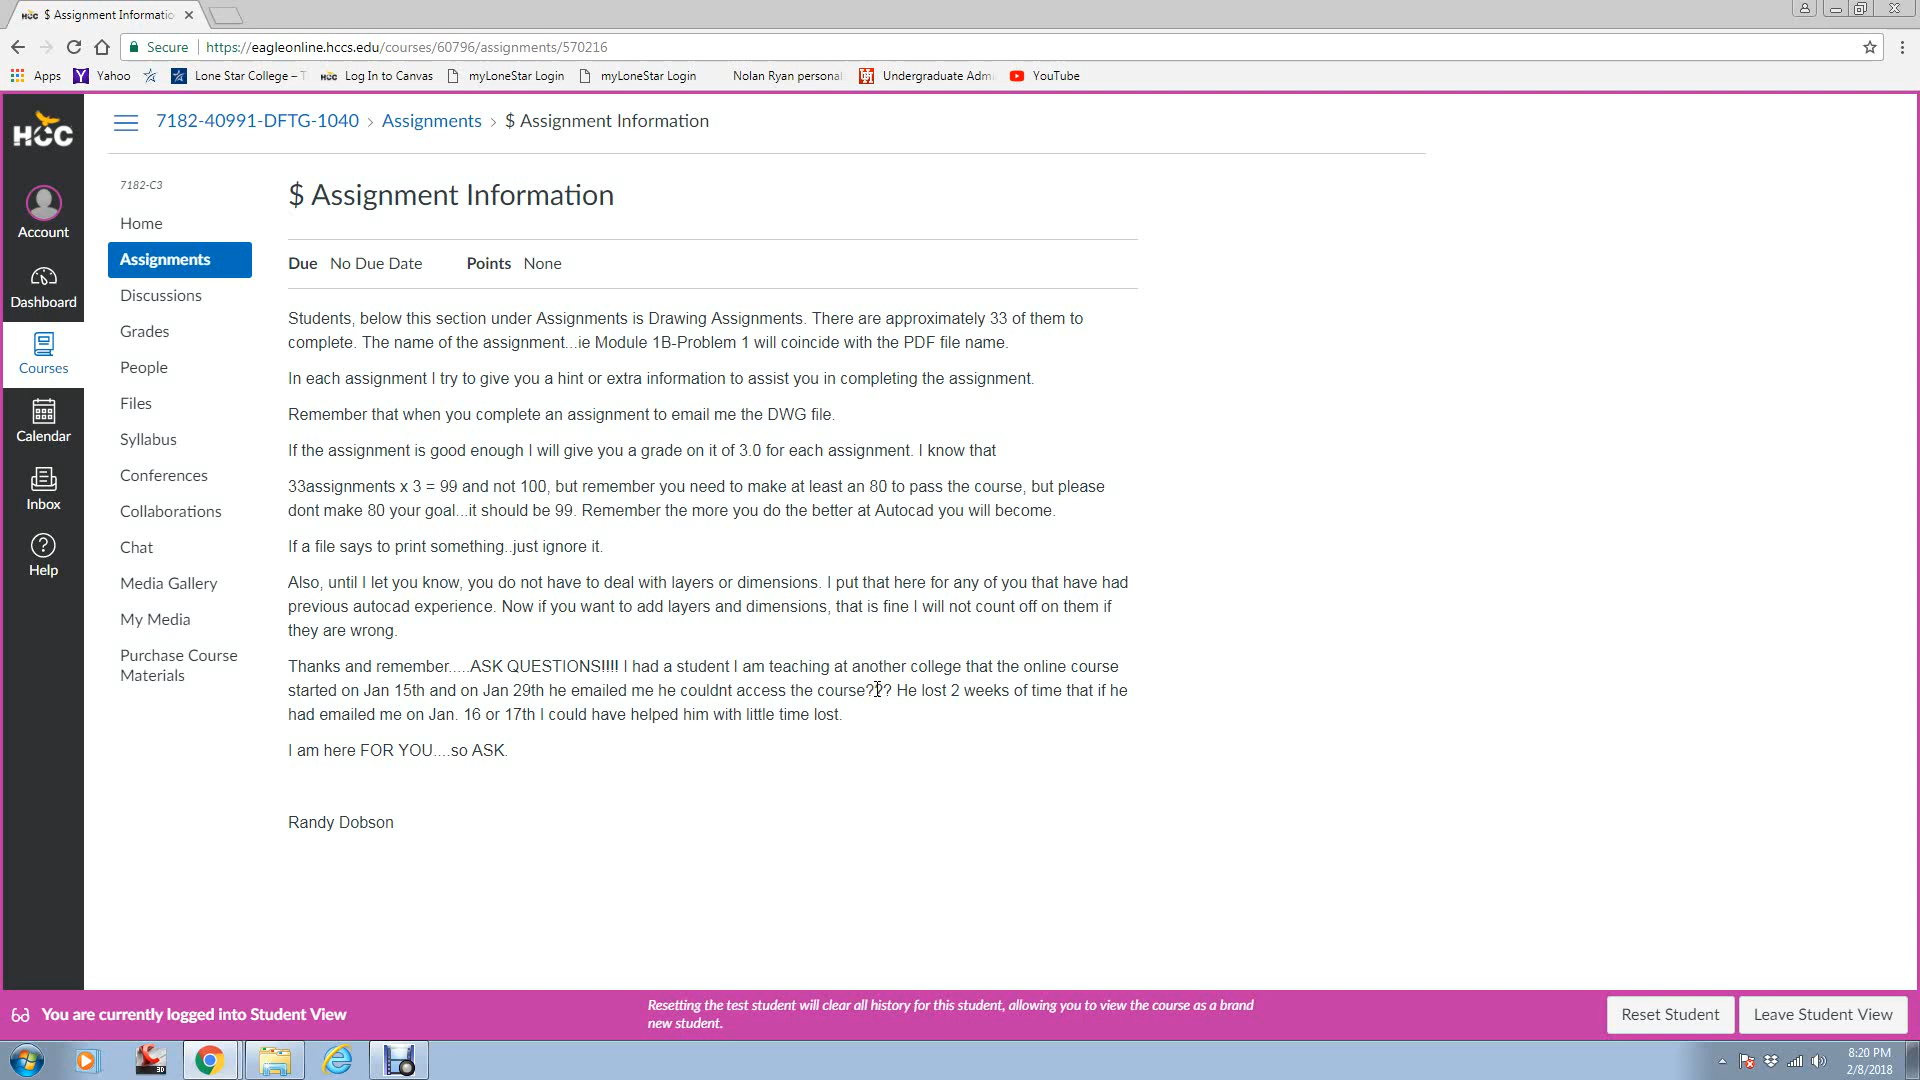 HCC $ Assignment Informatio
Secure https://eagleonline.hccs.edu/courses/60796/assignments/570216
Apps Yahoo Lone Star College – T HCC Log In to Canvas myLoneStar Login myLoneStar Login Nolan Ryan personal Undergraduate Adm YouTube
HCC
Account
Dashboard
Courses
Calendar
Inbox
Help
7182-40991-DFTG-1040 › Assignments › $ Assignment Information
7182-C3
Home
Assignments
Discussions
Grades
People
Files
Syllabus
Conferences
Collaborations
Chat
Media Gallery
My Media
Purchase Course
Materials
$ Assignment Information
Due No Due Date Points None
Students, below this section under Assignments is Drawing Assignments. There are approximately 33 of them to
complete. The name of the assignment...ie Module 1B-Problem 1 will coincide with the PDF file name.
In each assignment I try to give you a hint or extra information to assist you in completing the assignment.
Remember that when you complete an assignment to email me the DWG file.
If the assignment is good enough I will give you a grade on it of 3.0 for each assignment. I know that
33assignments x 3 = 99 and not 100, but remember you need to make at least an 80 to pass the course, but please
dont make 80 your goal...it should be 99. Remember the more you do the better at Autocad you will become.
If a file says to print something..just ignore it.
Also, until I let you know, you do not have to deal with layers or dimensions. I put that here for any of you that have had
previous autocad experience. Now if you want to add layers and dimensions, that is fine I will not count off on them if
they are wrong.
Thanks and remember.....ASK QUESTIONS!!!! I had a student I am teaching at another college that the online course
started on Jan 15th and on Jan 29th he emailed me he couldnt access the course??? He lost 2 weeks of time that if he
had emailed me on Jan. 16 or 17th I could have helped him with little time lost.
I am here FOR YOU....so ASK.
Randy Dobson
You are currently logged into Student View
Resetting the test student will clear all history for this student, allowing you to view the course as a brand
new student.
Reset Student
Leave Student View
3D
8:20 PM
2/8/2018